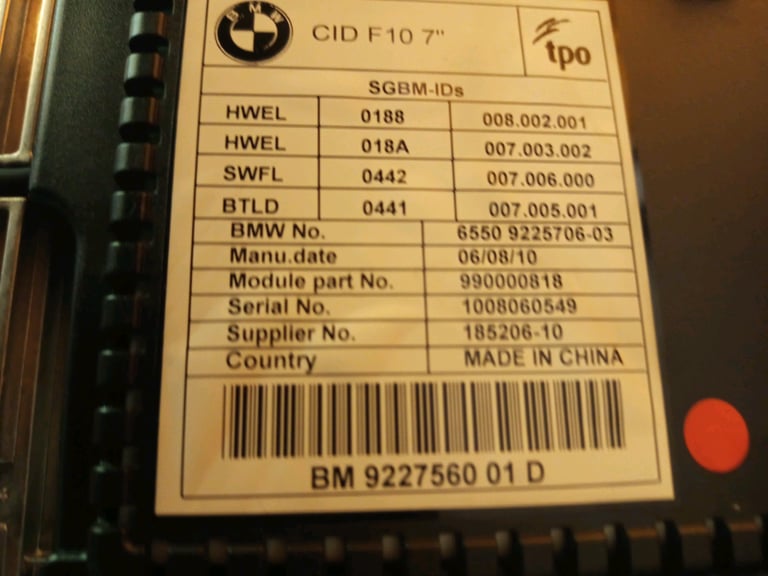 BMW
CID F10 7"
tpo
SGBM-IDs
HWEL 0188 008.002.001
HWEL 018A 007.003.002
SWFL 0442 007.006.000
BTLD 0441 007.005.001
BMW No. 6550 9225706-03
Manu.date 06/08/10
Module part No. 990000818
Serial No. 1008060549
Supplier No. 185206-10
Country MADE IN CHINA
BM 9227560 01 D